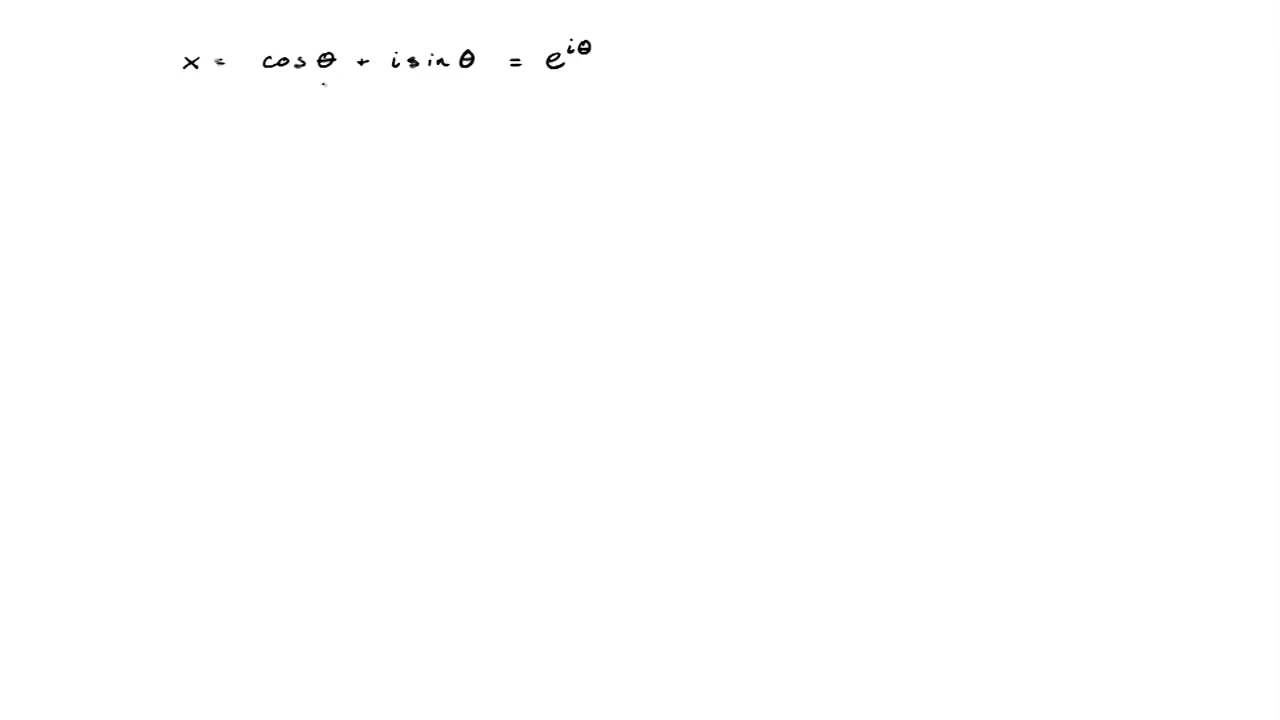 x = cos θ + i sin θ = e^{iθ}